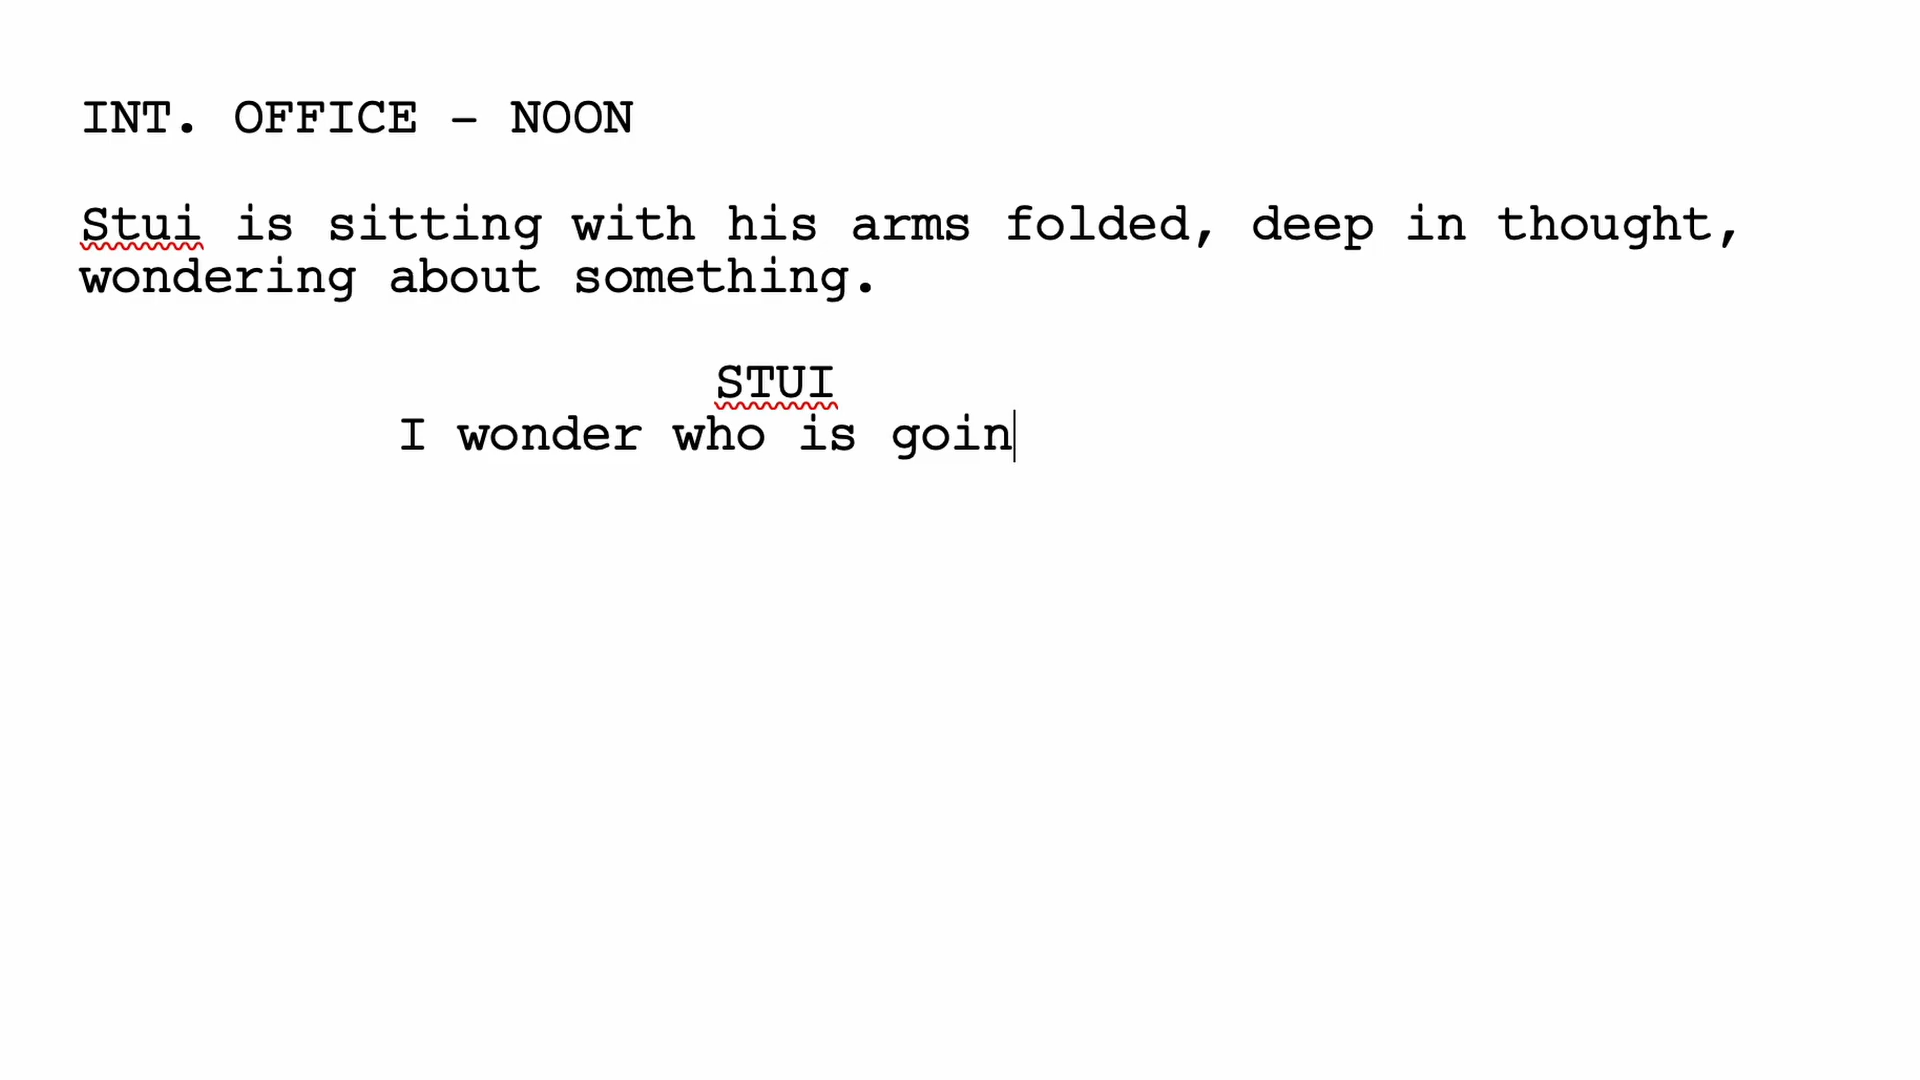 INT. OFFICE – NOON
Stui is sitting with his arms folded, deep in thought,
wondering about something.
STUI
I wonder who is goin